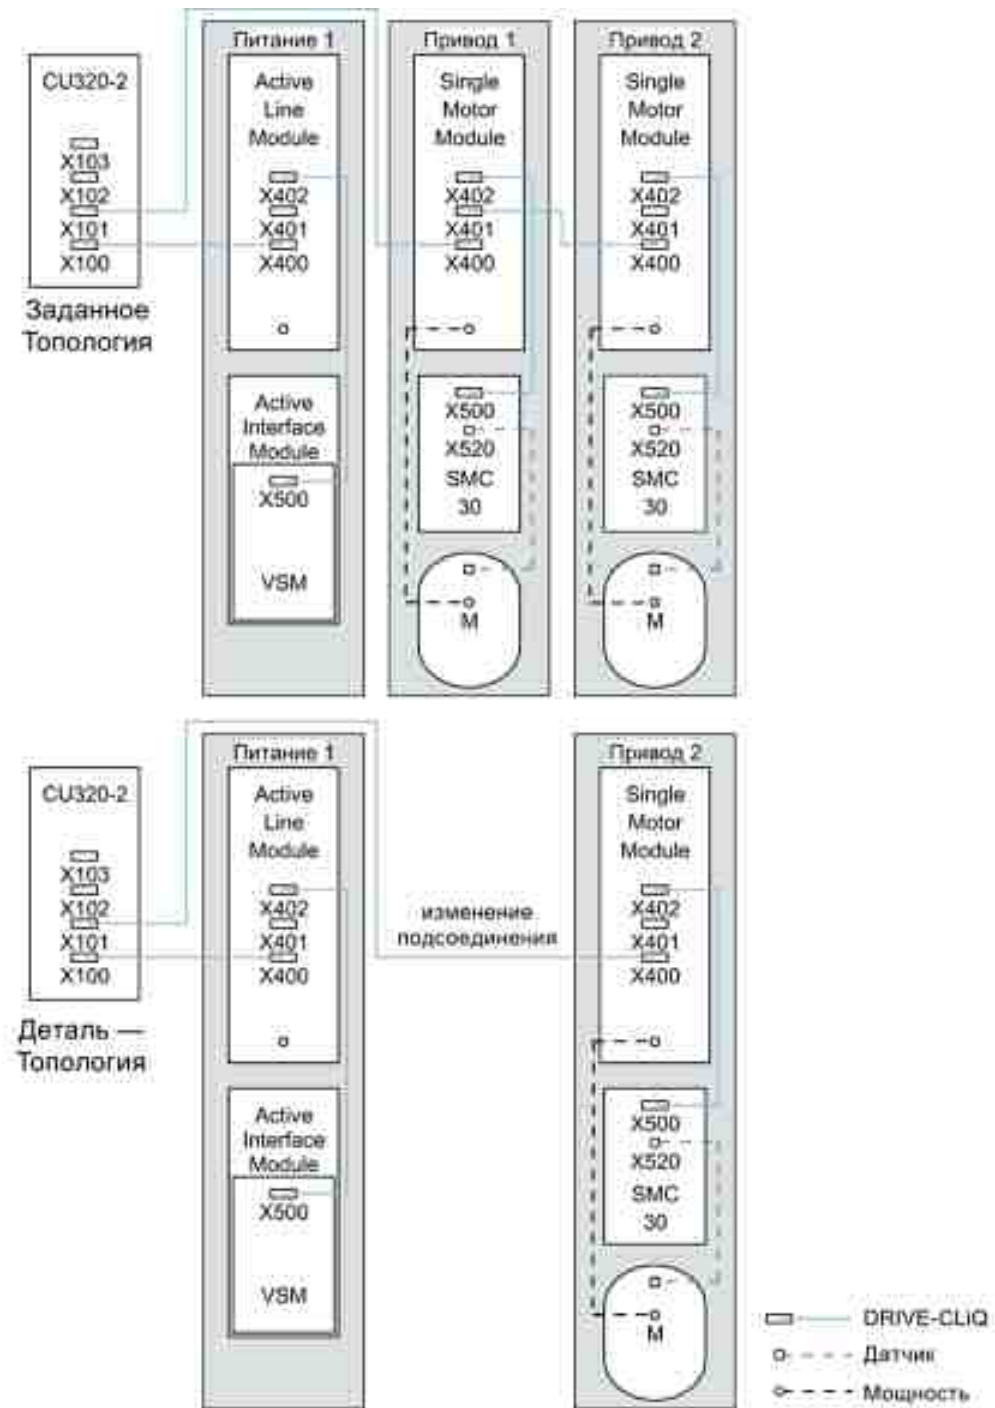 Питание 1
Привод 1
Привод 2
CU320-2
X103
X102
X101
X100
Заданное
Топология
Active
Line
Module
X402
X401
X400
Single
Motor
Module
X402
X401
X400
Single
Motor
Module
X402
X401
X400
Active
Interface
Module
X500
VSM
X500
X520
SMC
30
M
X500
X520
SMC
30
M
Питание 1
Привод 2
CU320-2
X103
X102
X101
X100
Деталь —
Топология
Active
Line
Module
X402
X401
X400
изменение
подсоединения
Single
Motor
Module
X402
X401
X400
Active
Interface
Module
X500
VSM
X500
X520
SMC
30
M
DRIVE-CLiQ
Датчик
Мощность